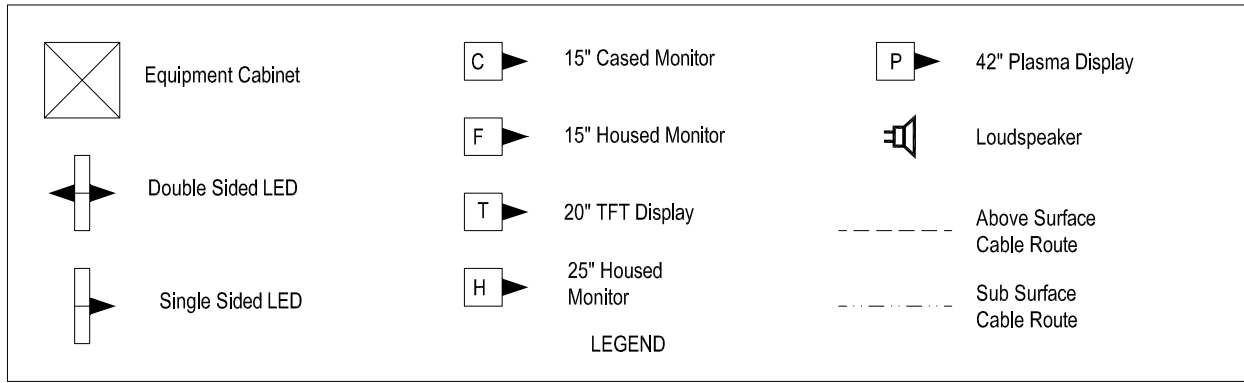 Equipment Cabinet
Double Sided LED
Single Sided LED
C
15" Cased Monitor
F
15" Housed Monitor
T
20" TFT Display
H
25" Housed
Monitor
LEGEND
P
42" Plasma Display
Loudspeaker
Above Surface
Cable Route
Sub Surface
Cable Route